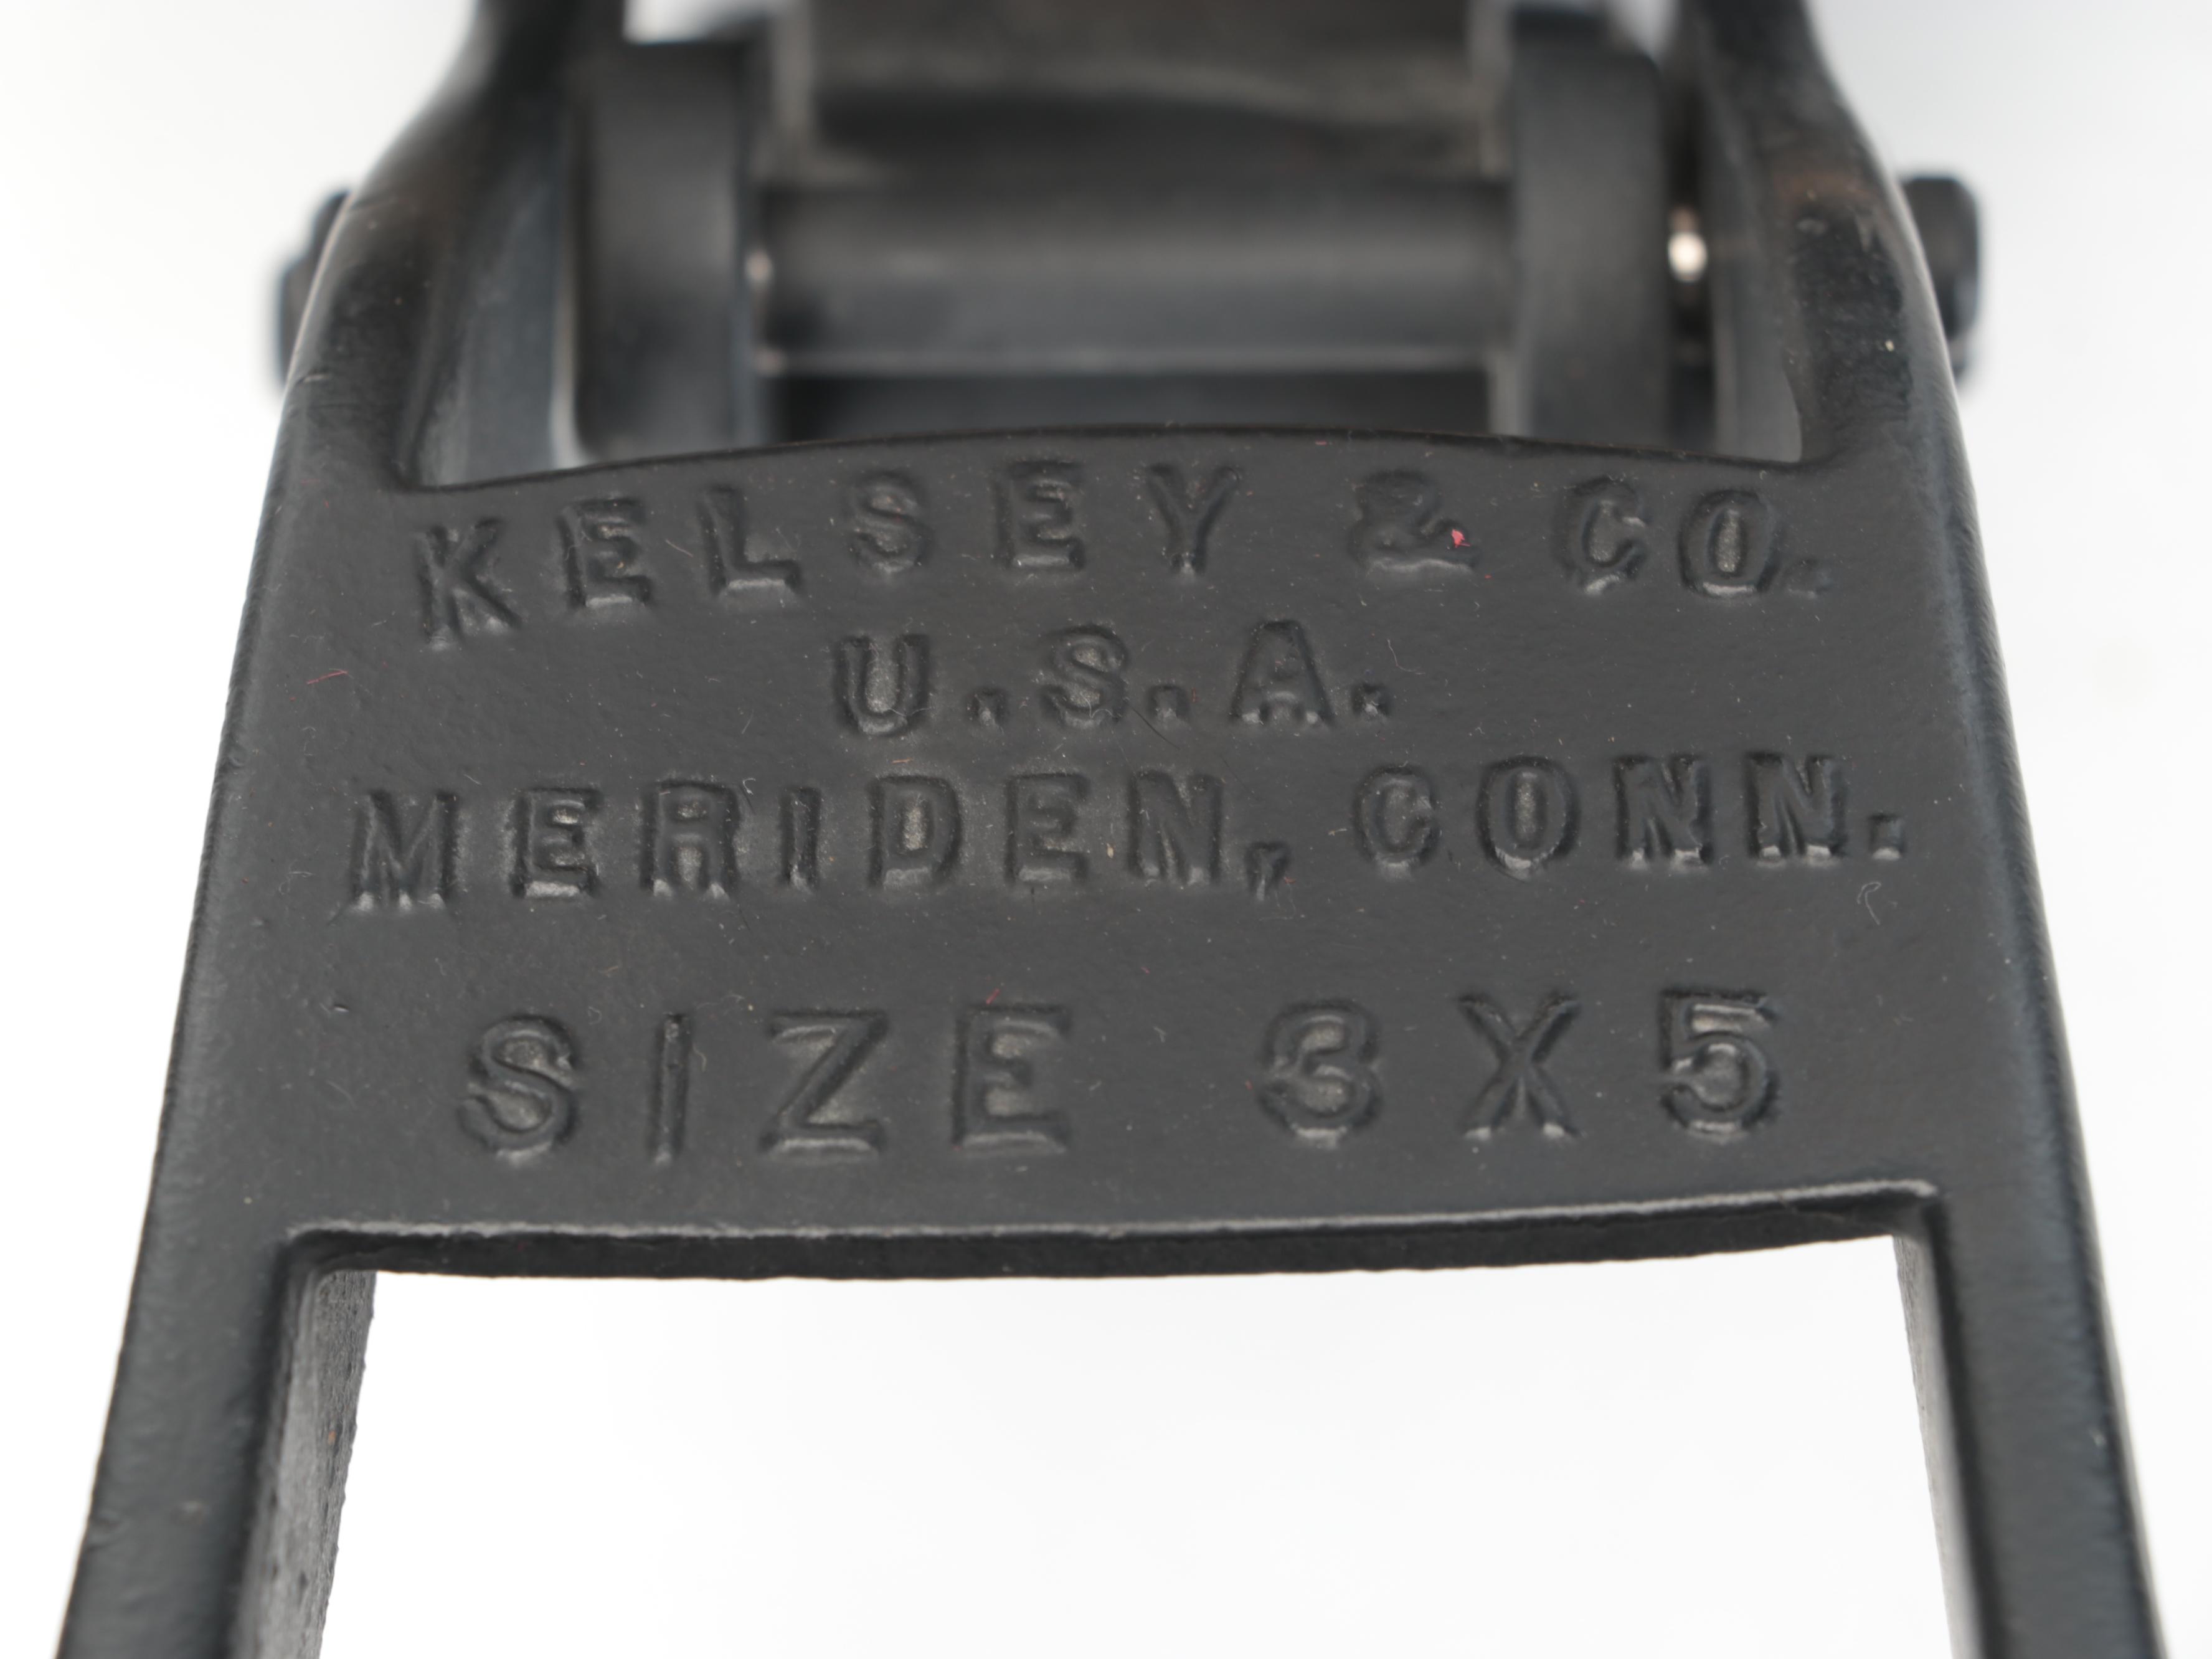 KELSEY & CO.
U.S.A.
MERIDEN, CONN.
SIZE 3X5